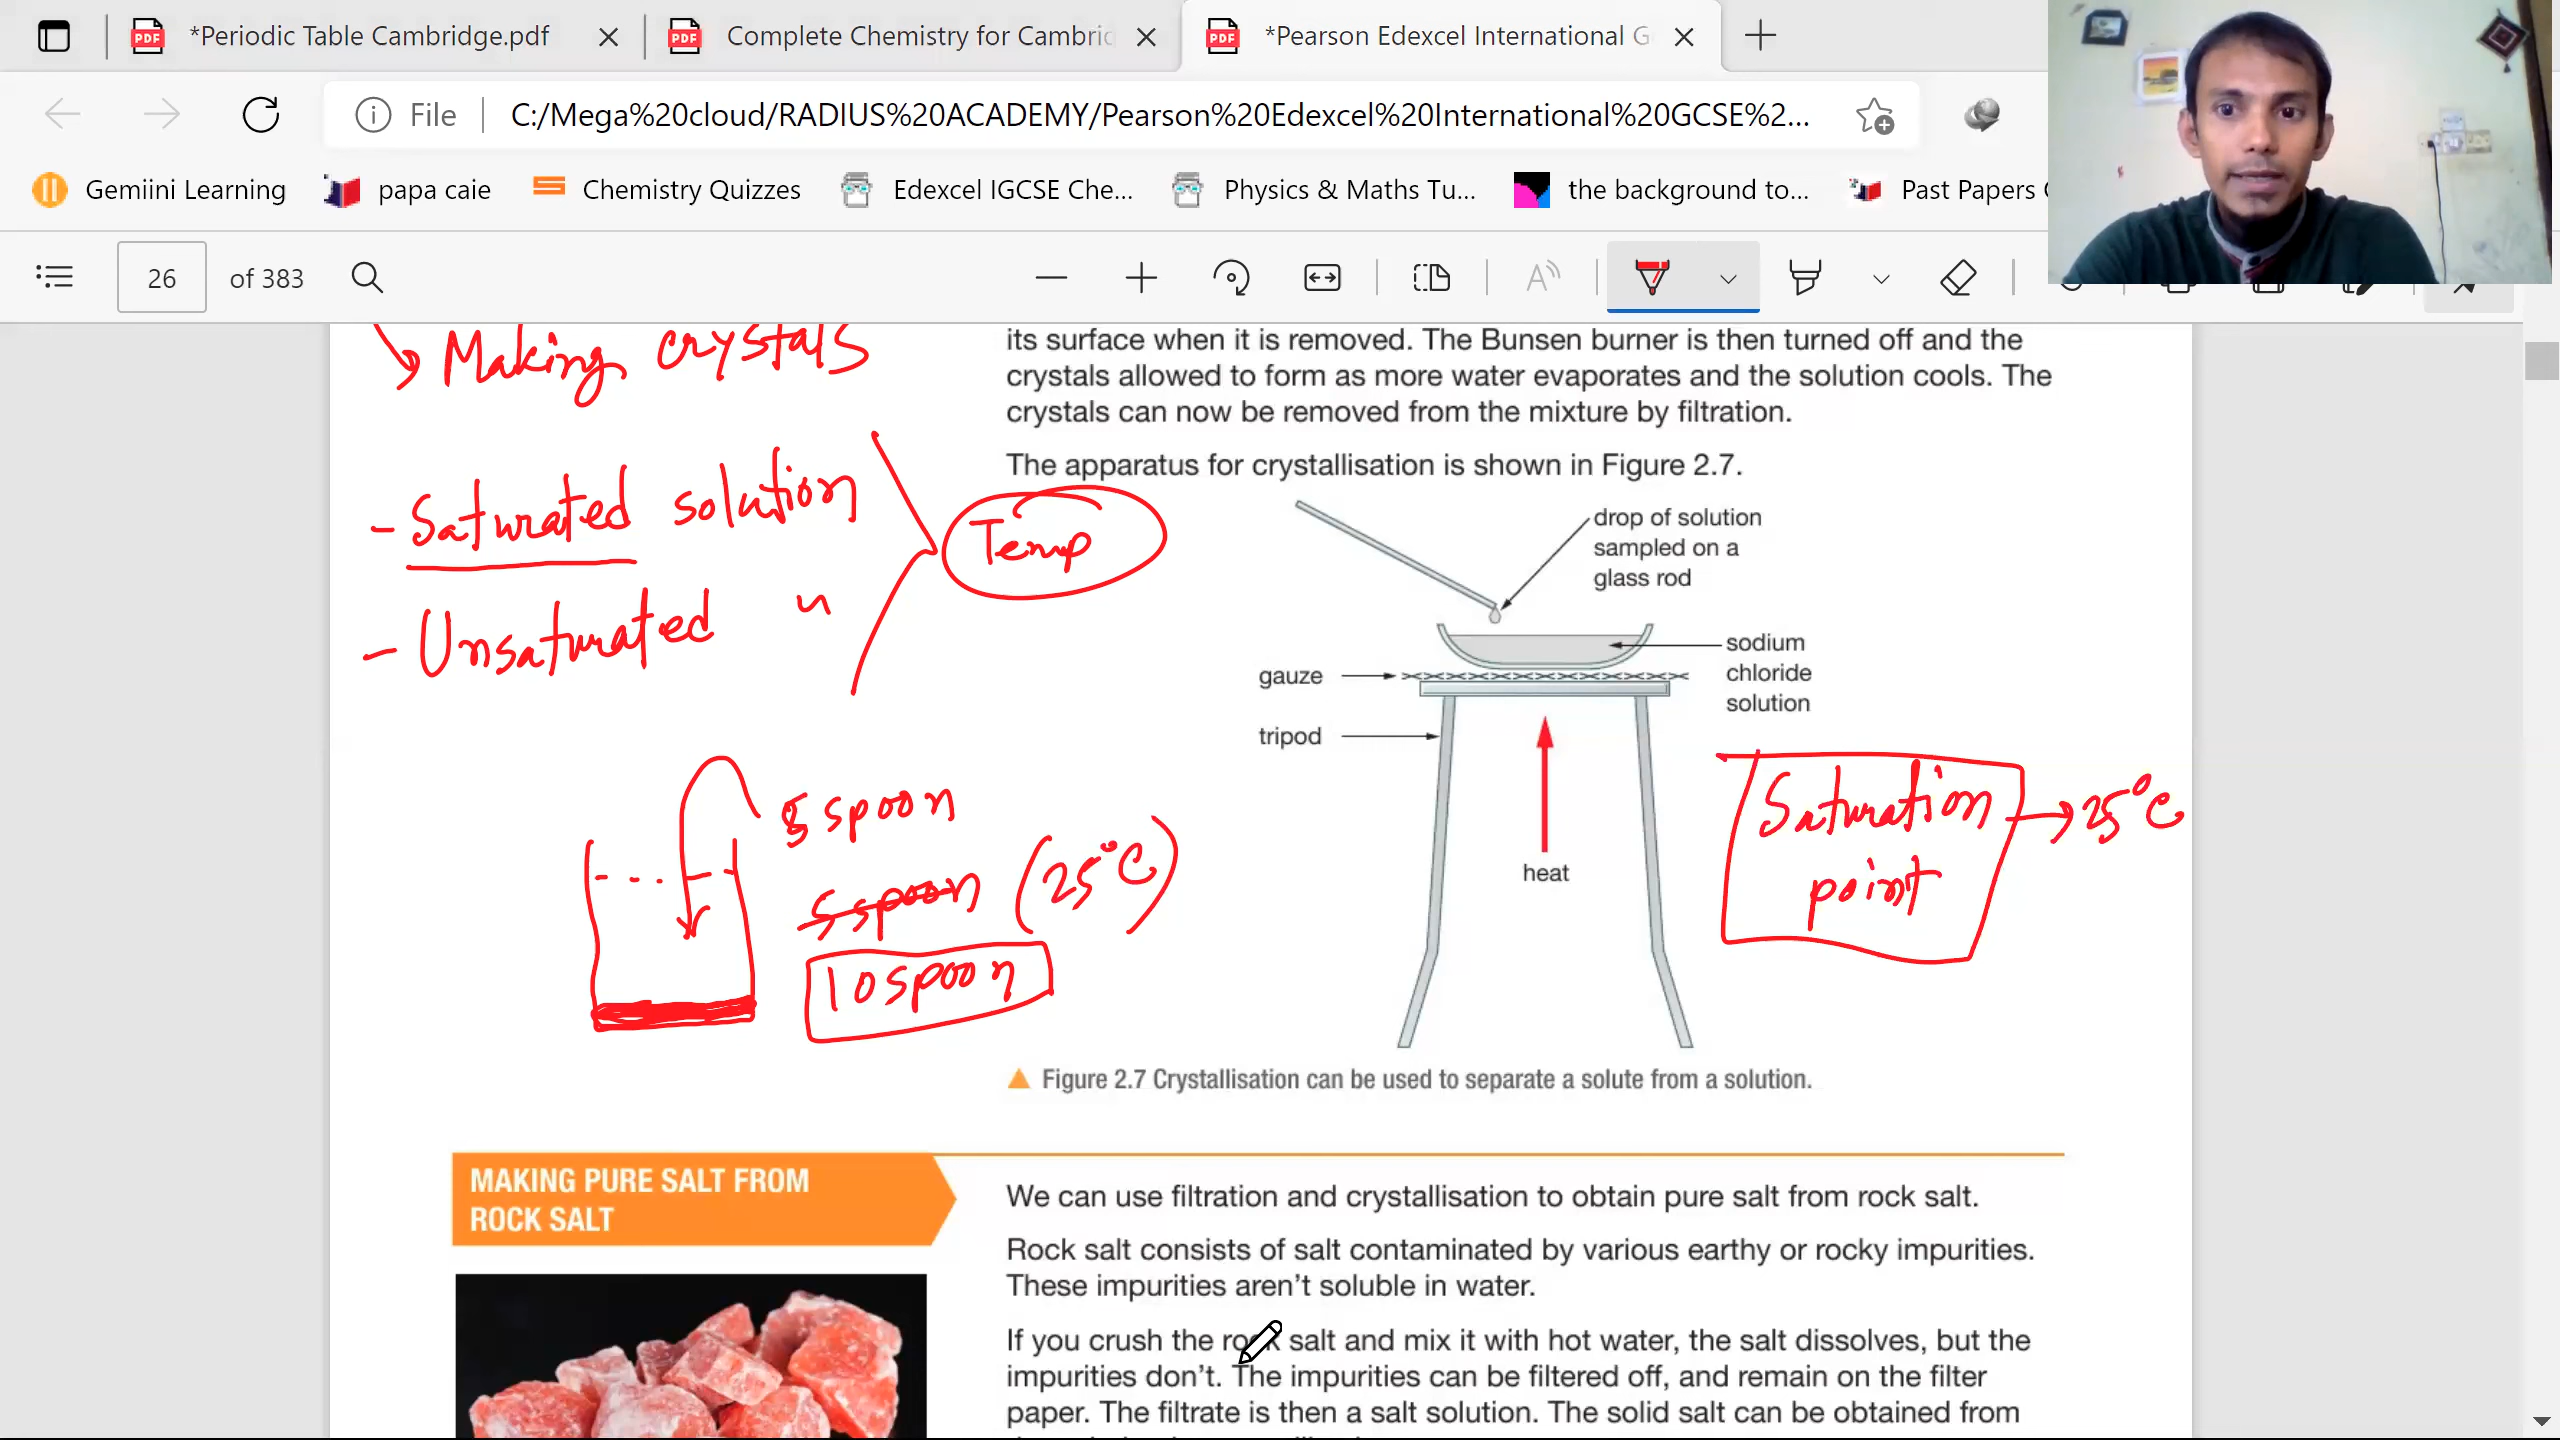 *Periodic Table Cambridge.pdf
Complete Chemistry for Cambric
*Pearson Edexcel International G
File
C:/Mega%20cloud/RADIUS%20ACADEMY/Pearson%20Edexcel%20International%20GCSE%2...
Gemiini Learning
papa caie
Chemistry Quizzes
Edexcel IGCSE Che...
Physics & Maths Tu...
the background to...
Past Papers
26 of 383
Making crystals
- Saturated solution
- Unsaturated "
Temp
its surface when it is removed. The Bunsen burner is then turned off and the
crystals allowed to form as more water evaporates and the solution cools. The
crystals can now be removed from the mixture by filtration.
The apparatus for crystallisation is shown in Figure 2.7.
drop of solution
sampled on a
glass rod
sodium
chloride
solution
gauze
tripod
heat
spoon
5 spoon (25°C)
10 spoon
Saturation
point
→ 25°C
Figure 2.7 Crystallisation can be used to separate a solute from a solution.
MAKING PURE SALT FROM
ROCK SALT
We can use filtration and crystallisation to obtain pure salt from rock salt.
Rock salt consists of salt contaminated by various earthy or rocky impurities.
These impurities aren't soluble in water.
If you crush the rock salt and mix it with hot water, the salt dissolves, but the
impurities don't. The impurities can be filtered off, and remain on the filter
paper. The filtrate is then a salt solution. The solid salt can be obtained from